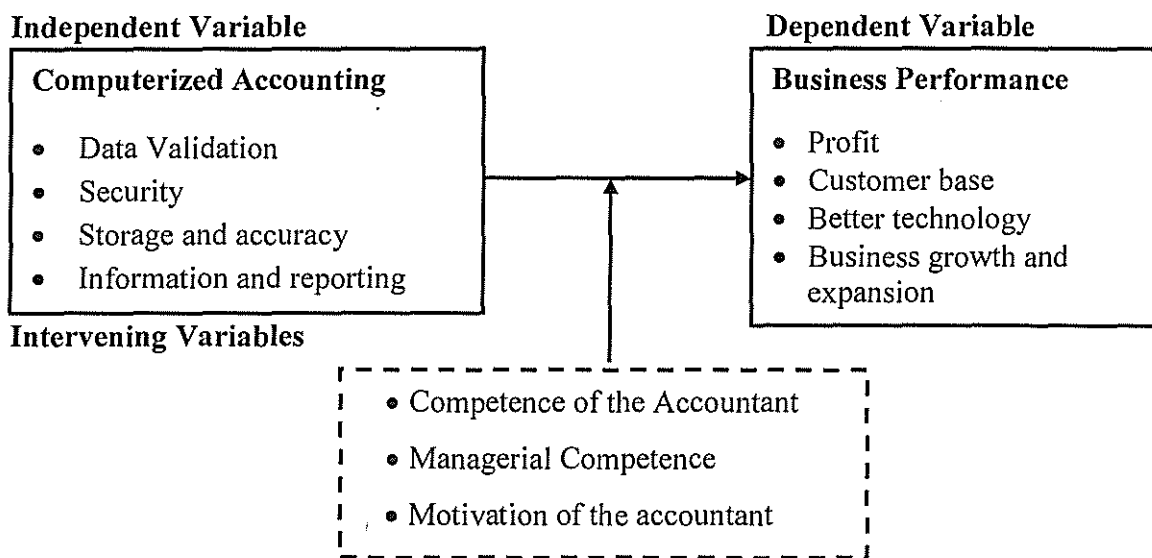 Independent Variable
Computerized Accounting
• Data Validation
• Security
• Storage and accuracy
• Information and reporting
Dependent Variable
Business Performance
• Profit
• Customer base
• Better technology
• Business growth and
expansion
Intervening Variables
• Competence of the Accountant
• Managerial Competence
• Motivation of the accountant